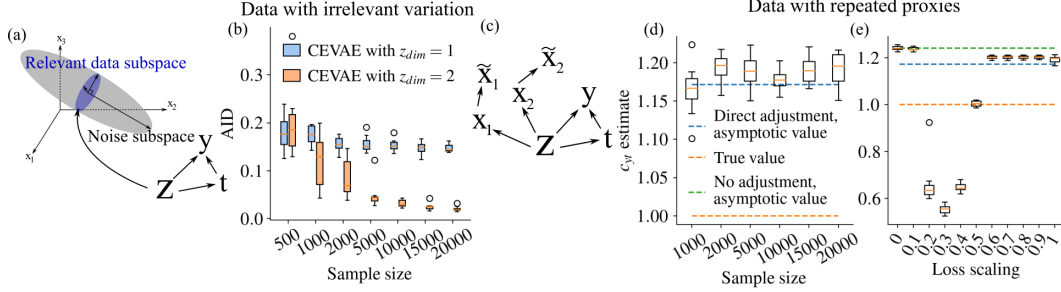 Data with irrelevant variation
Data with repeated proxies
(a)
x₃
Relevant data subspace
x₂
Noise subspace
x₁
y
z
t
(b)
CEVAE with z_dim = 1
CEVAE with z_dim = 2
AID
0.3
0.2
0.1
0.0
500
1000
2000
5000
10000
15000
20000
Sample size
(c)
x̃₁
x̃₂
x₁
x₂
y
z
t
(d)
c_yt estimate
1.20
1.15
1.10
1.05
1.00
Direct adjustment,
asymptotic value
True value
No adjustment,
asymptotic value
1000
2000
5000
10000
15000
20000
Sample size
(e)
1.2
1.0
0.8
0.6
0
0.1
0.2
0.3
0.4
0.5
0.6
0.7
0.8
0.9
1
Loss scaling